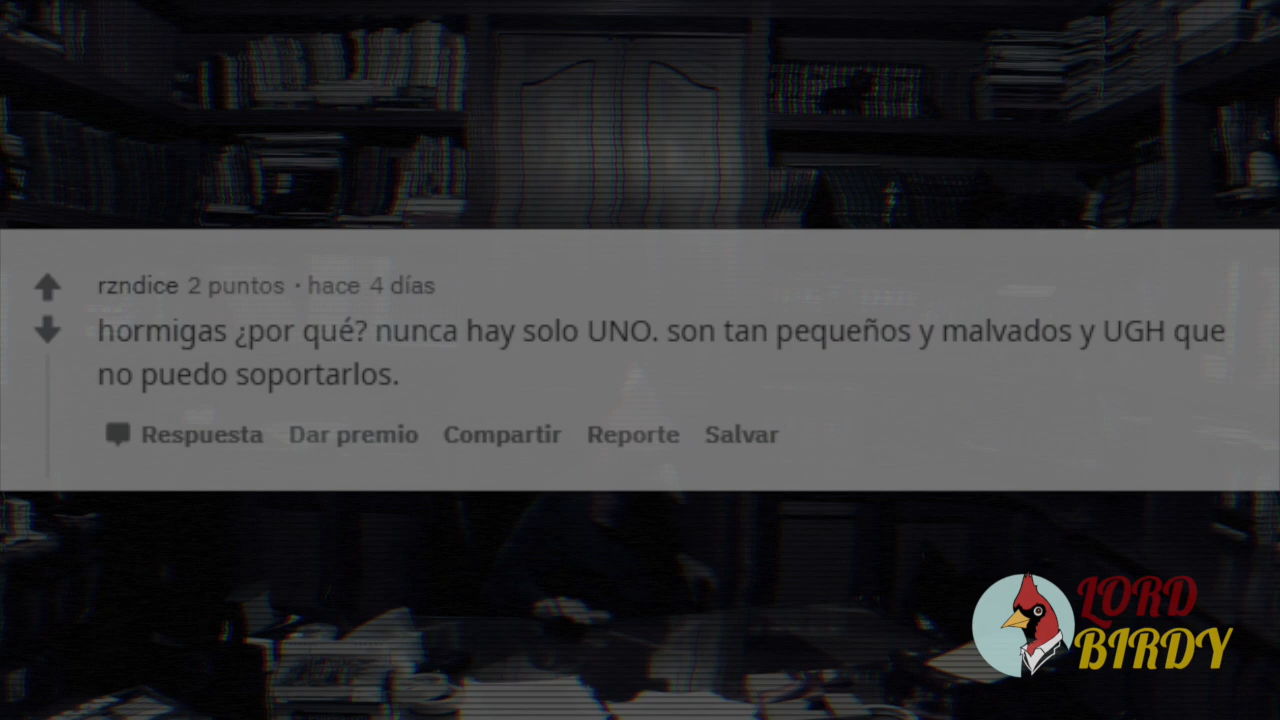 rzndice 2 puntos · hace 4 días
hormigas ¿por qué? nunca hay solo UNO. son tan pequeños y malvados y UGH que
no puedo soportarlos.
Respuesta Dar premio Compartir Reporte Salvar
LORD
BIRDY